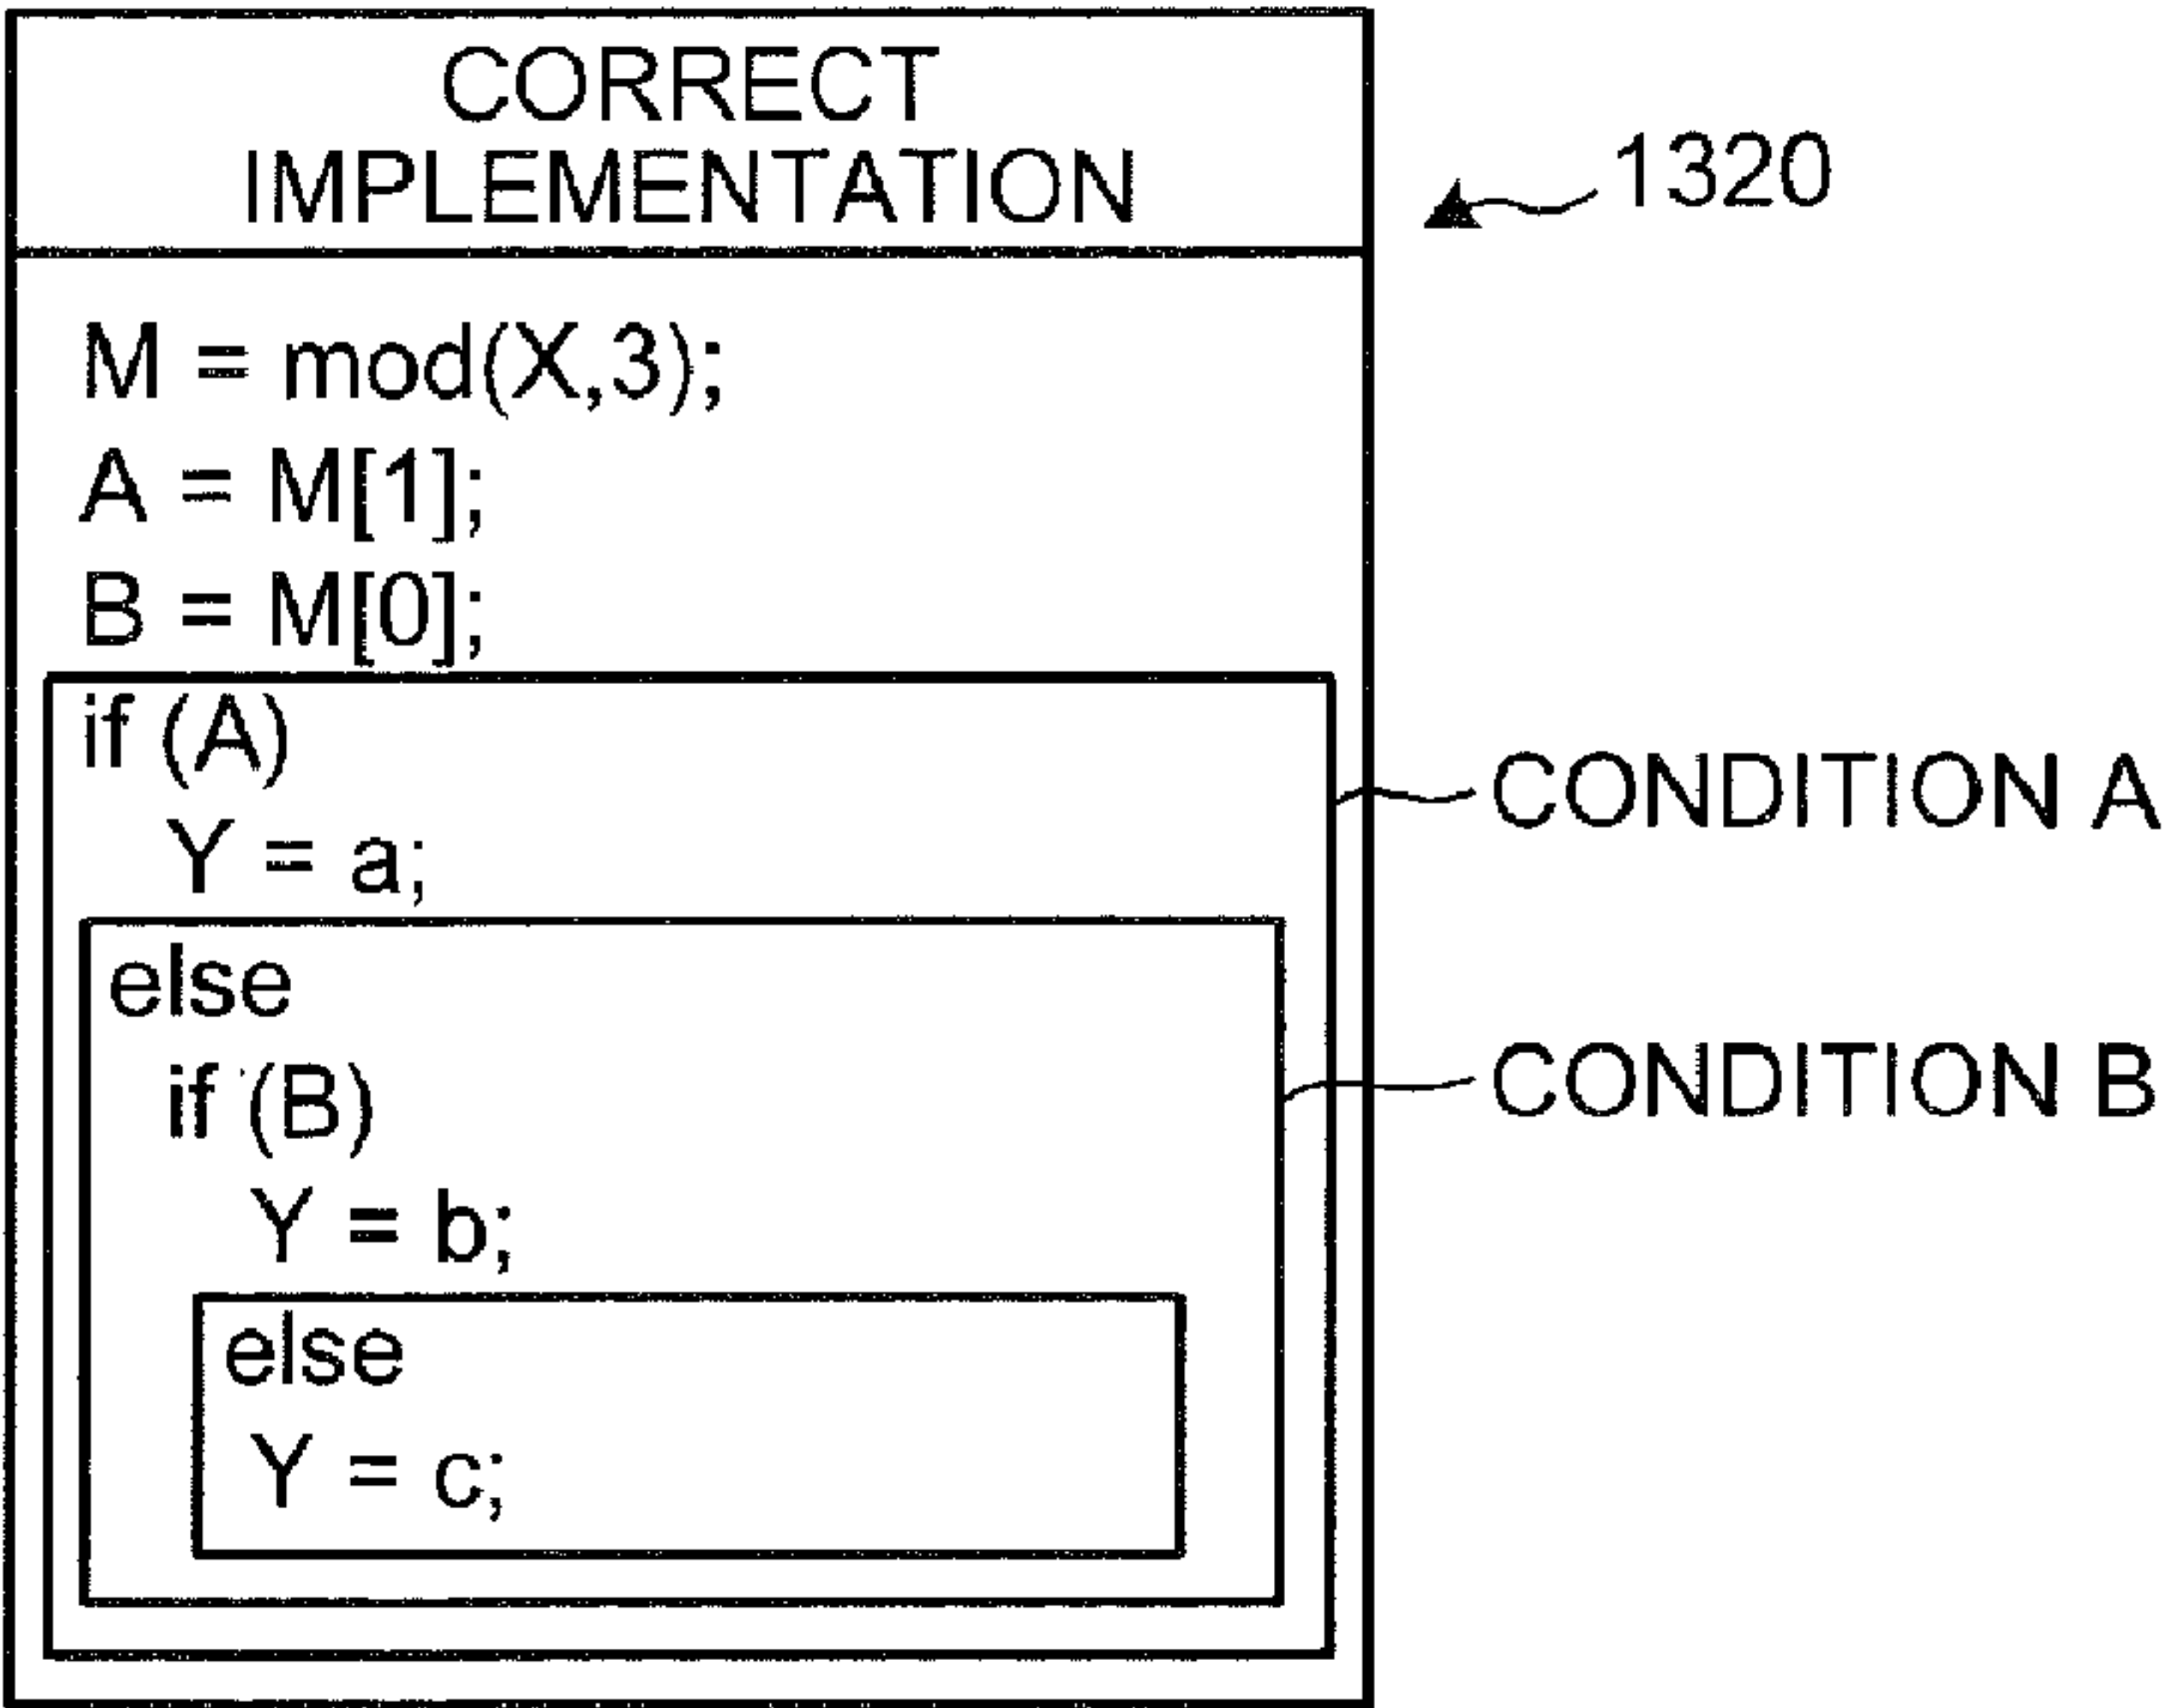 CORRECT
IMPLEMENTATION
1320
M = mod(X,3);
A = M[1];
B = M[0];
if (A)
Y = a;
CONDITION A
else
if (B)
CONDITION B
Y = b;
else
Y = c;